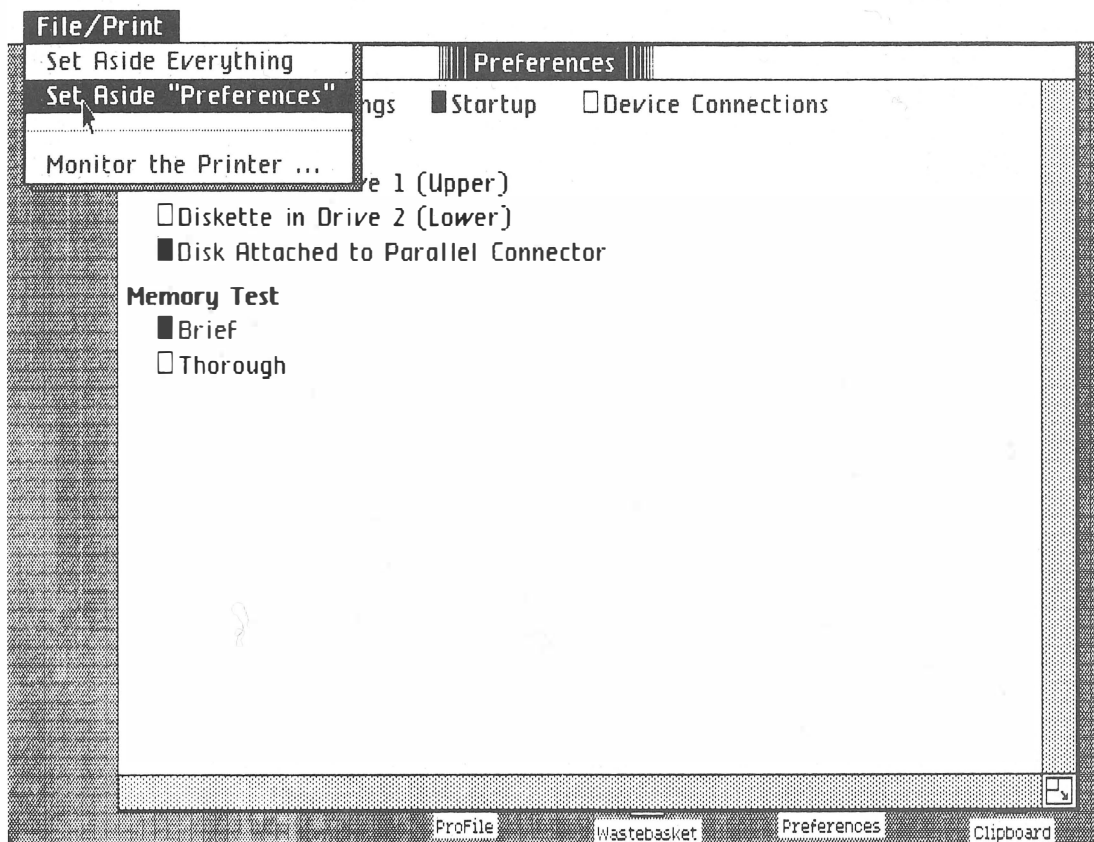 File/Print
Set Aside Everything
Preferences
Set Aside "Preferences"
ngs Startup Device Connections
Monitor the Printer ...
ve 1 (Upper)
Diskette in Drive 2 (Lower)
Disk Attached to Parallel Connector
Memory Test
Brief
Thorough
ProFile
Wastebasket
Preferences
Clipboard